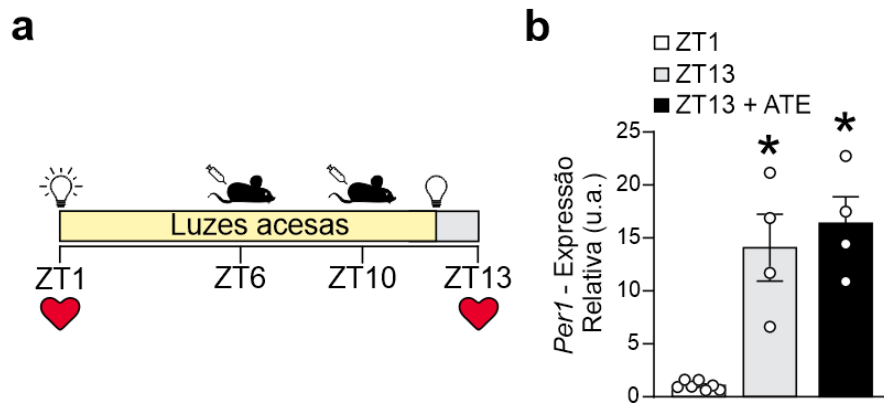 a
Luzes acesas
ZT1
ZT6
ZT10
ZT13
b
ZT1
ZT13
ZT13 + ATE
Per1 - Expressão
Relativa (u.a.)
25
20
15
10
5
0
*
*